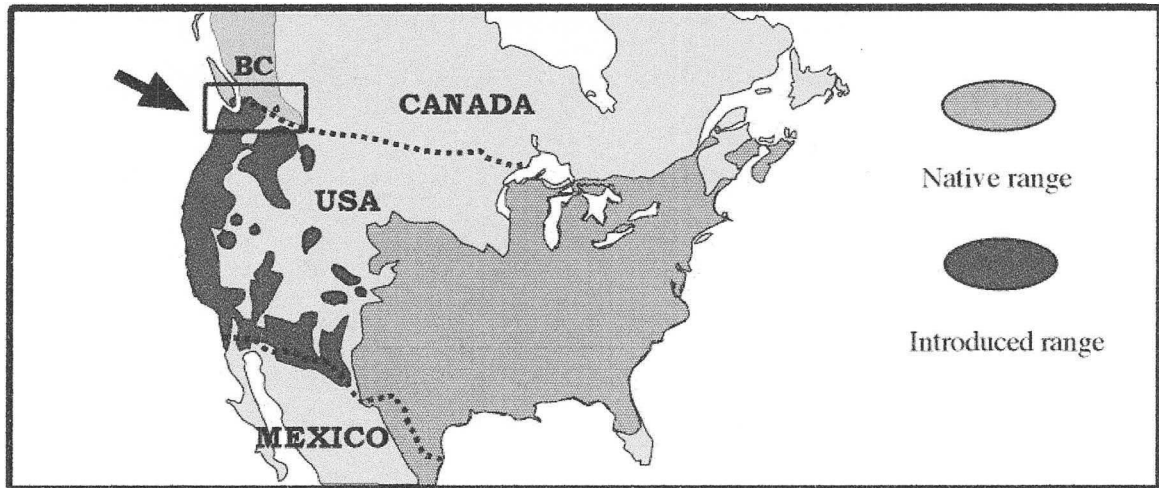 BC
CANADA
USA
MEXICO
Native range
Introduced range